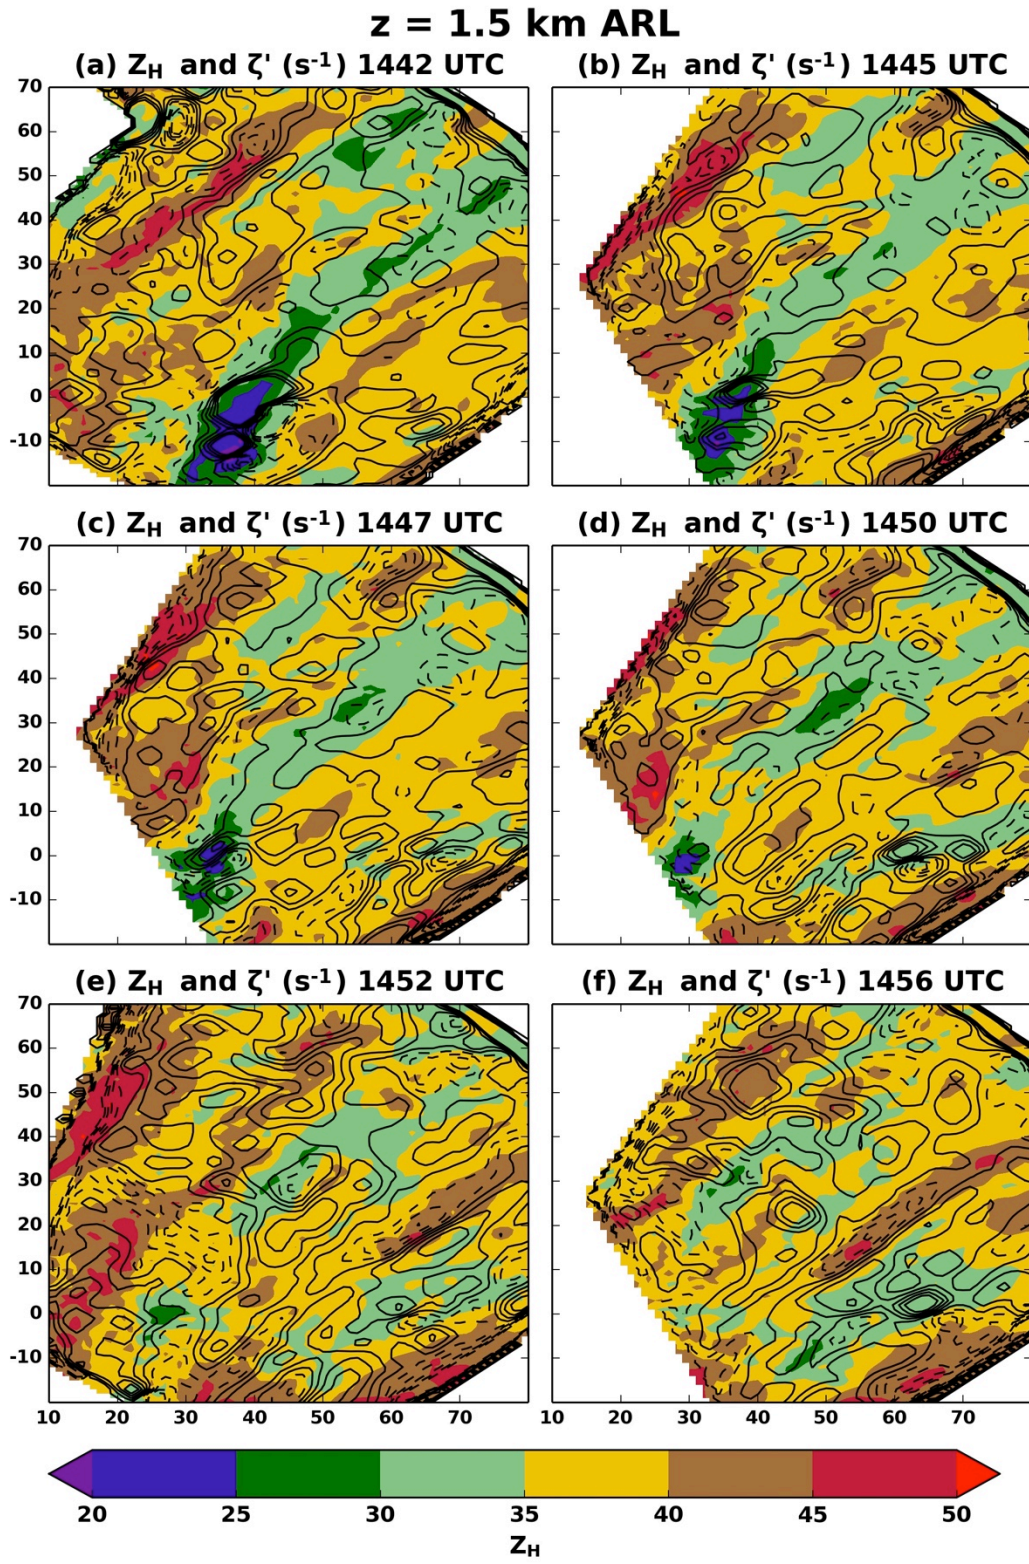 z = 1.5 km ARL
(a) Z_H and ζ' (s⁻¹) 1442 UTC
(b) Z_H and ζ' (s⁻¹) 1445 UTC
70
60
50
40
30
20
10
0
-10
(c) Z_H and ζ' (s⁻¹) 1447 UTC
(d) Z_H and ζ' (s⁻¹) 1450 UTC
70
60
50
40
30
20
10
0
-10
(e) Z_H and ζ' (s⁻¹) 1452 UTC
(f) Z_H and ζ' (s⁻¹) 1456 UTC
70
60
50
40
30
20
10
0
-10
10 20 30 40 50 60 70
10 20 30 40 50 60 70
20 25 30 35 40 45 50
Z_H